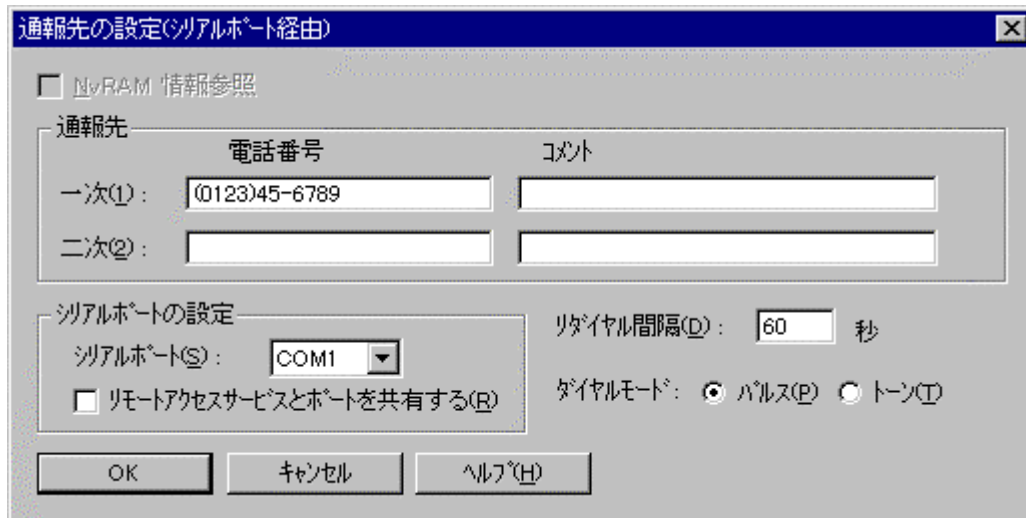 通報先の設定(ｼﾘｱﾙﾎﾟｰﾄ経由)
NvRAM 情報参照
通報先
電話番号 ｺﾒﾝﾄ
一次(1)： (0123)45-6789
二次(2)：
ｼﾘｱﾙﾎﾟｰﾄの設定
ﾘﾀﾞｲﾔﾙ間隔(D)： 60 秒
ｼﾘｱﾙﾎﾟｰﾄ(S)： COM1
ﾘﾓｰﾄｱｸｾｽｻｰﾋﾞｽとﾎﾟｰﾄを共有する(R)
ﾀﾞｲﾔﾙﾓｰﾄﾞ： ﾊﾟﾙｽ(P) ﾄｰﾝ(T)
OK ｷｬﾝｾﾙ ﾍﾙﾌﾟ(H)